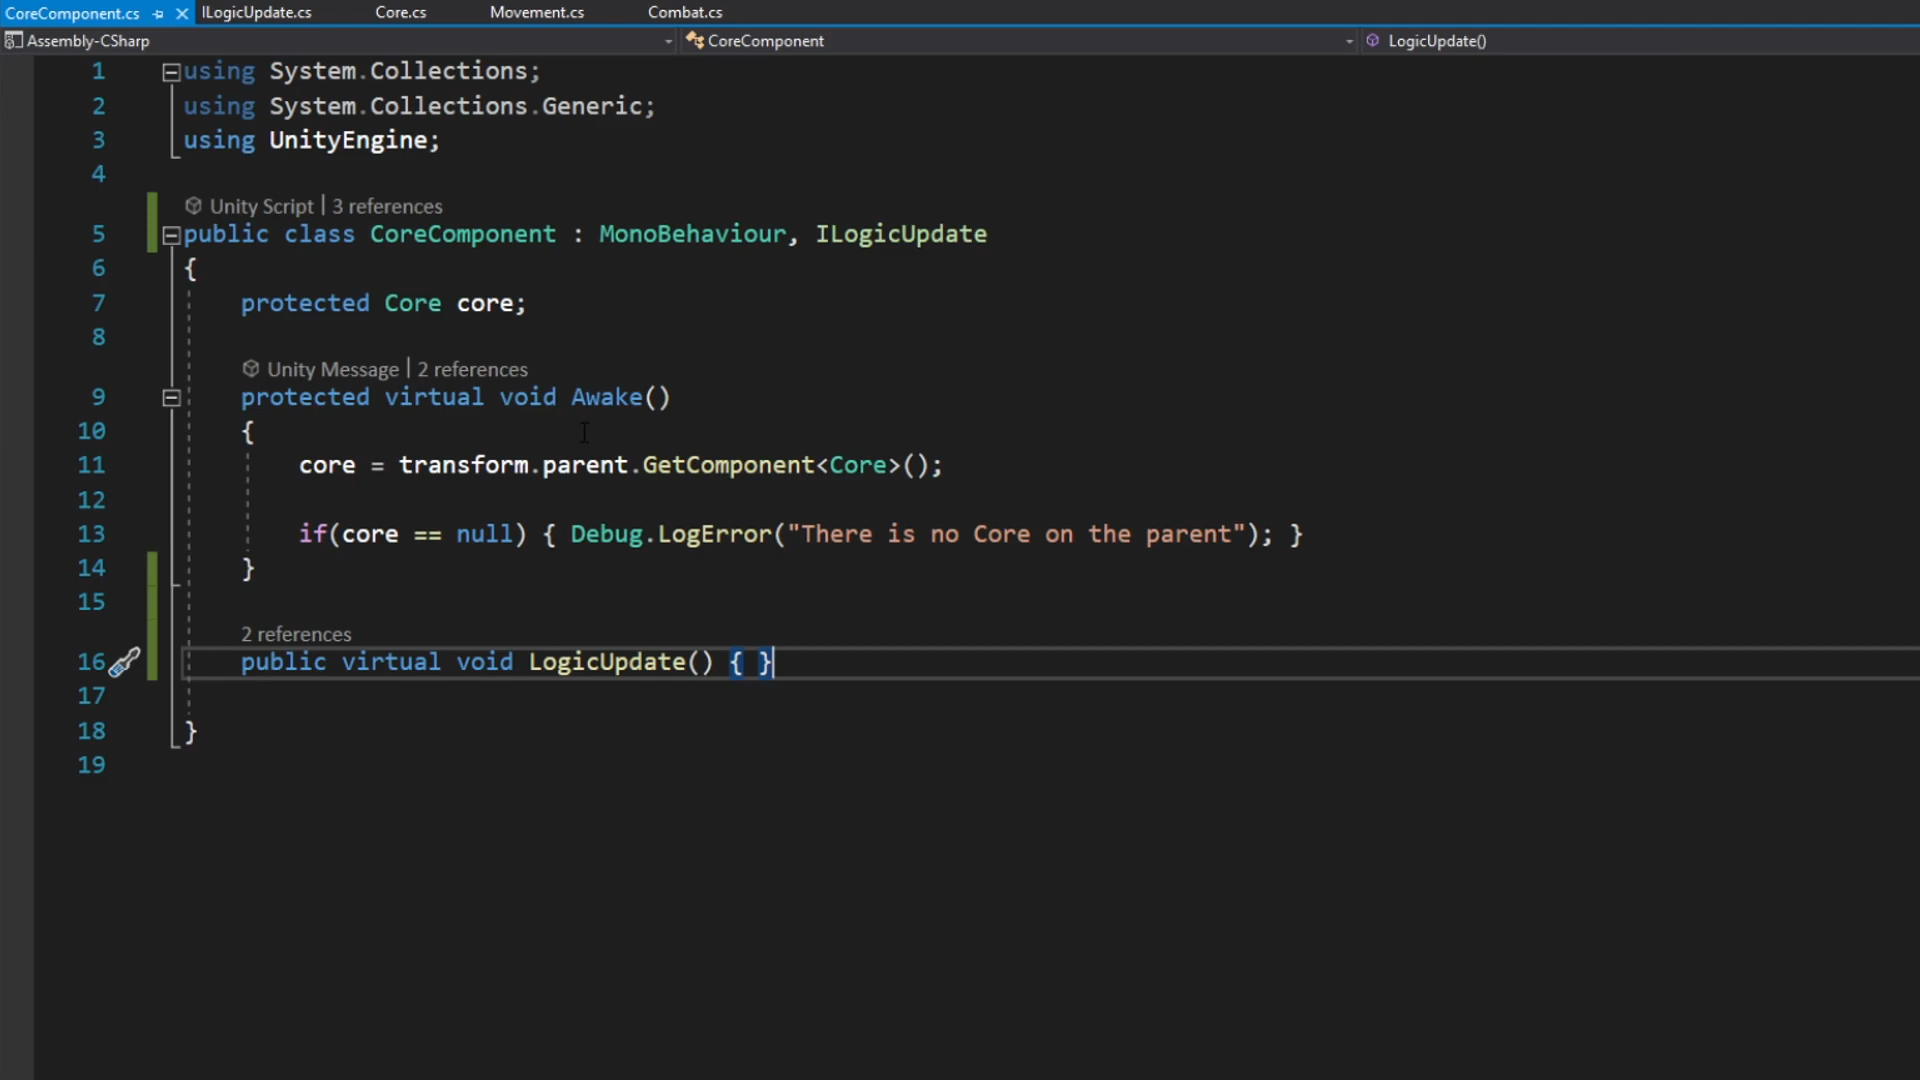 CoreComponent.cs ILogicUpdate.cs Core.cs Movement.cs Combat.cs
Assembly-CSharp CoreComponent LogicUpdate()
1 using System.Collections;
2 using System.Collections.Generic;
3 using UnityEngine;
4
Unity Script | 3 references
5 public class CoreComponent : MonoBehaviour, ILogicUpdate
6 {
7 protected Core core;
8
Unity Message | 2 references
9 protected virtual void Awake()
10 {
11 core = transform.parent.GetComponent<Core>();
12
13 if(core == null) { Debug.LogError("There is no Core on the parent"); }
14 }
15
2 references
16 public virtual void LogicUpdate() { }
17
18 }
19